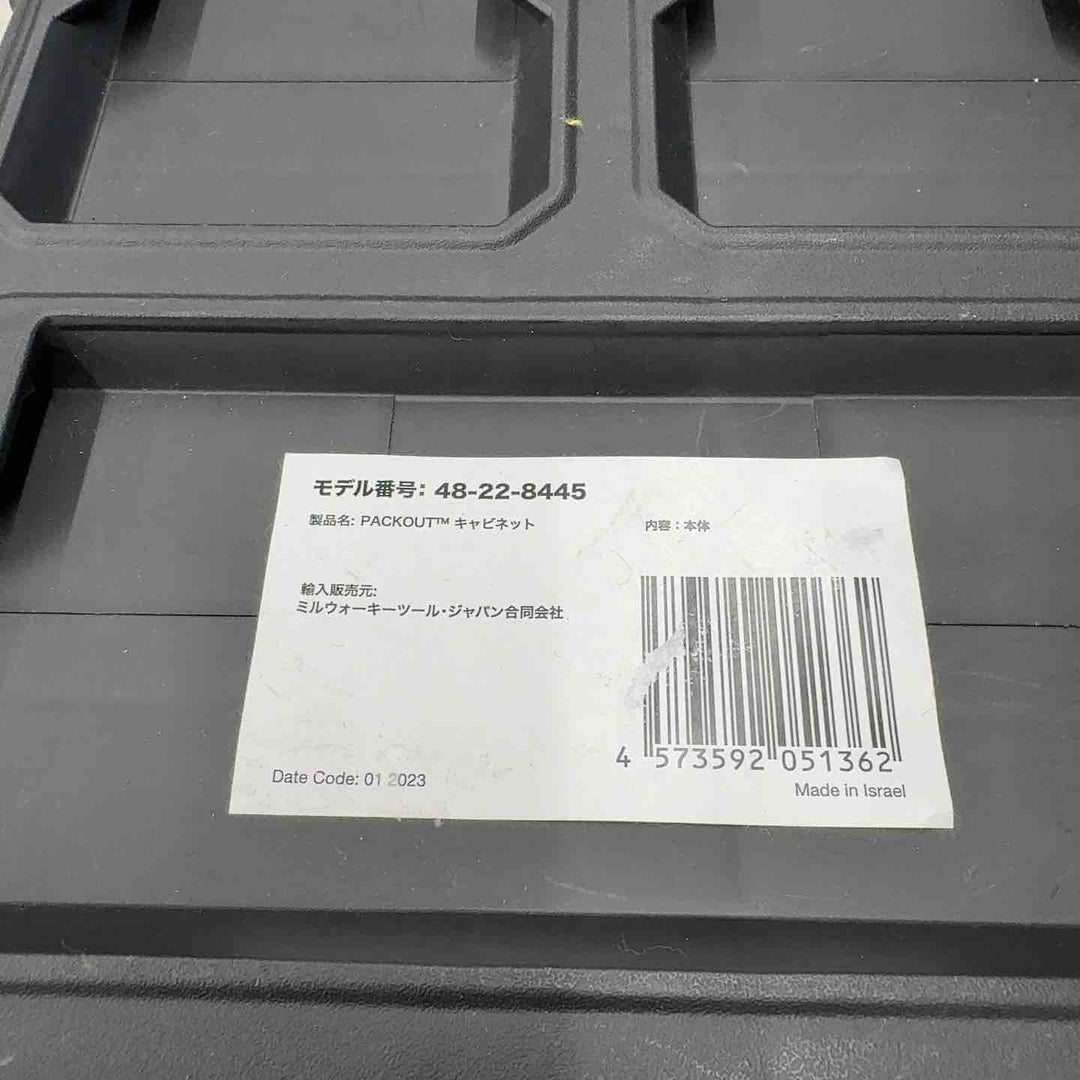 モデル番号: 48-22-8445
製品名: PACKOUT™ キャビネット
内容：本体
輸入販売元:
ミルウォーキーツール・ジャパン合同会社
4 573592 051362
Date Code: 01 2023
Made in Israel